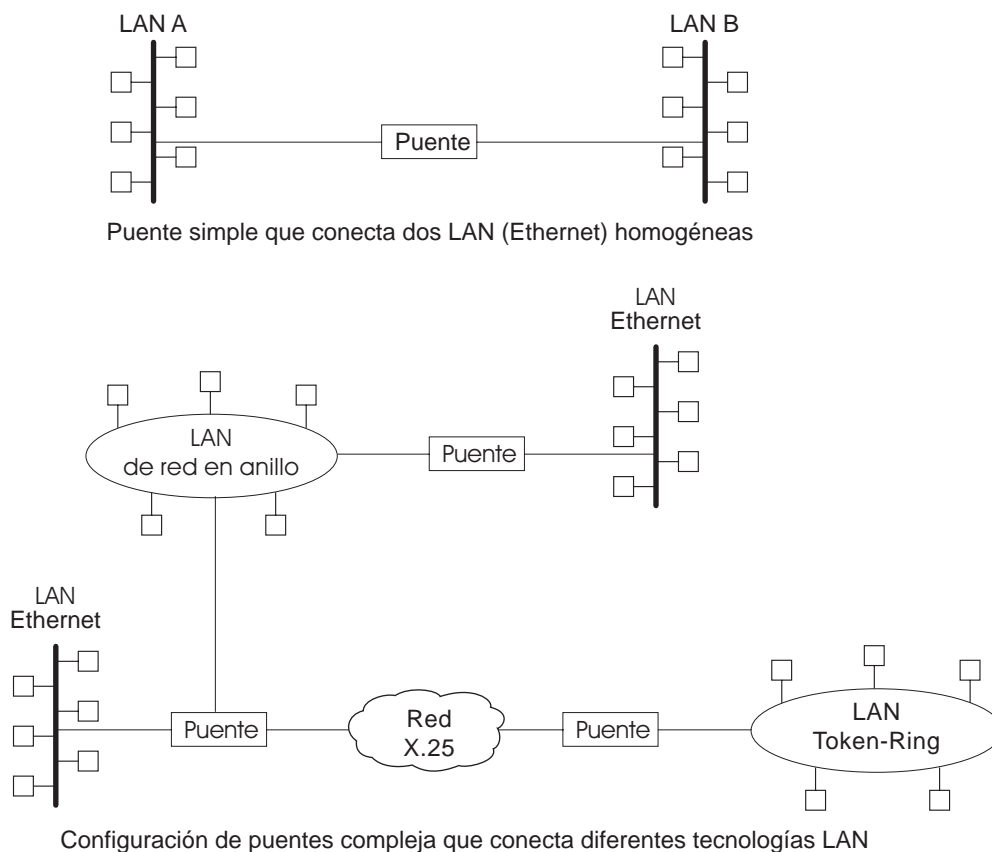 LAN A
LAN B
Puente
Puente simple que conecta dos LAN (Ethernet) homogéneas
LAN
Ethernet
LAN
de red en anillo
Puente
LAN
Ethernet
Puente
Red
X.25
Puente
LAN
Token-Ring
Configuración de puentes compleja que conecta diferentes tecnologías LAN